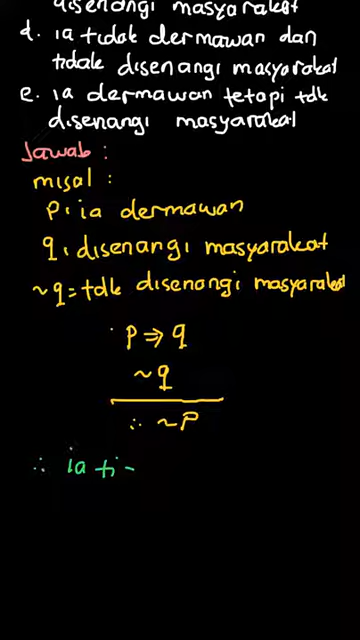 disenangi masyarakat
d. ia tidak dermawan dan
tidak disenangi masyarakat
e. ia dermawan tetapi tdk
disenangi masyarakat
Jawab :
misal :
p : ia dermawan
q : disenangi masyarakat
~q = tdk disenangi masyarakat
p ⇒ q
~q
∴ ~p
∴ ia ti-